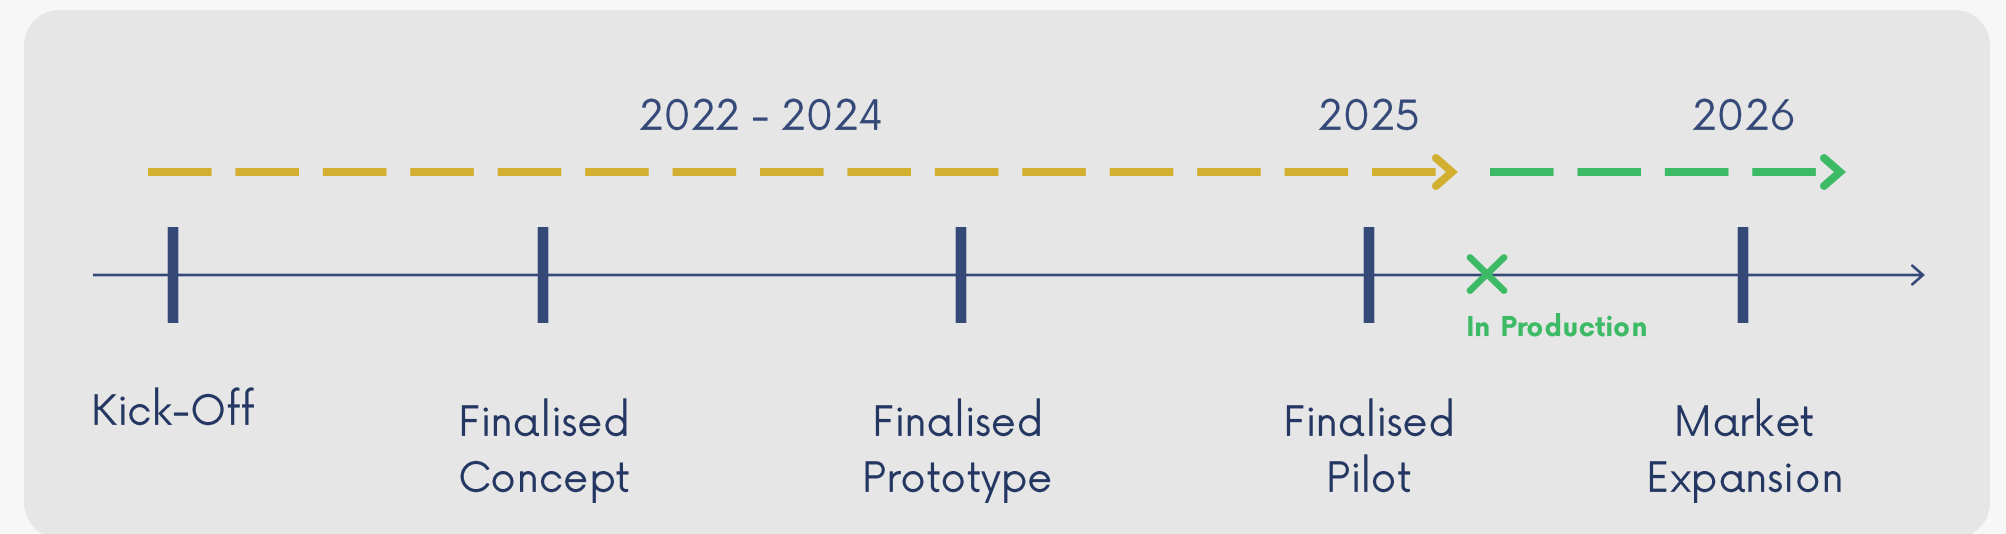 2022 - 2024
2025
2026
In Production
Kick-Off
Finalised
Concept
Finalised
Prototype
Finalised
Pilot
Market
Expansion